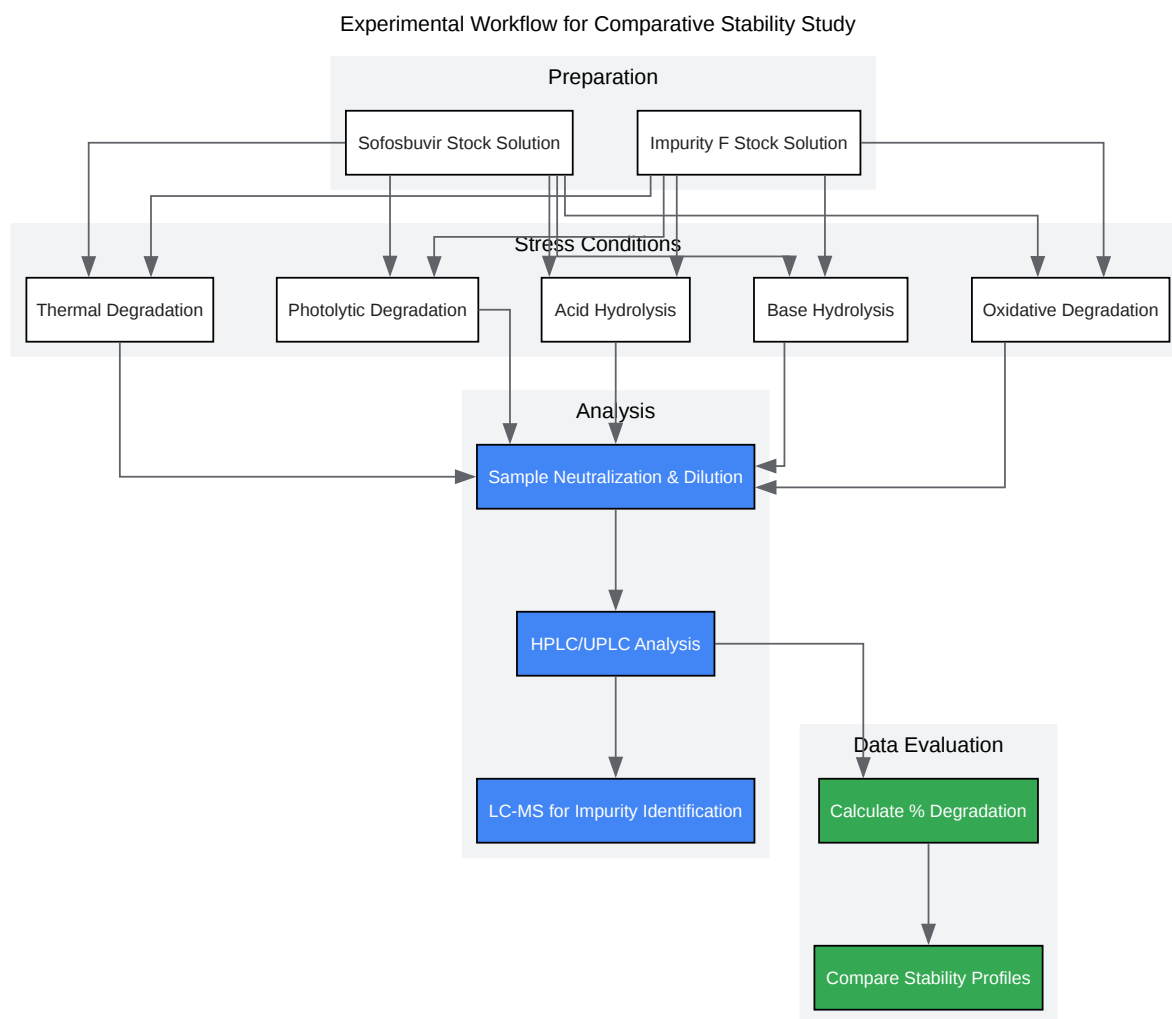 Experimental Workflow for Comparative Stability Study
Preparation
Sofosbuvir Stock Solution
Impurity F Stock Solution
Stress Conditions
Thermal Degradation
Photolytic Degradation
Acid Hydrolysis
Base Hydrolysis
Oxidative Degradation
Analysis
Sample Neutralization & Dilution
HPLC/UPLC Analysis
Data Evaluation
LC-MS for Impurity Identification
Calculate % Degradation
Compare Stability Profiles